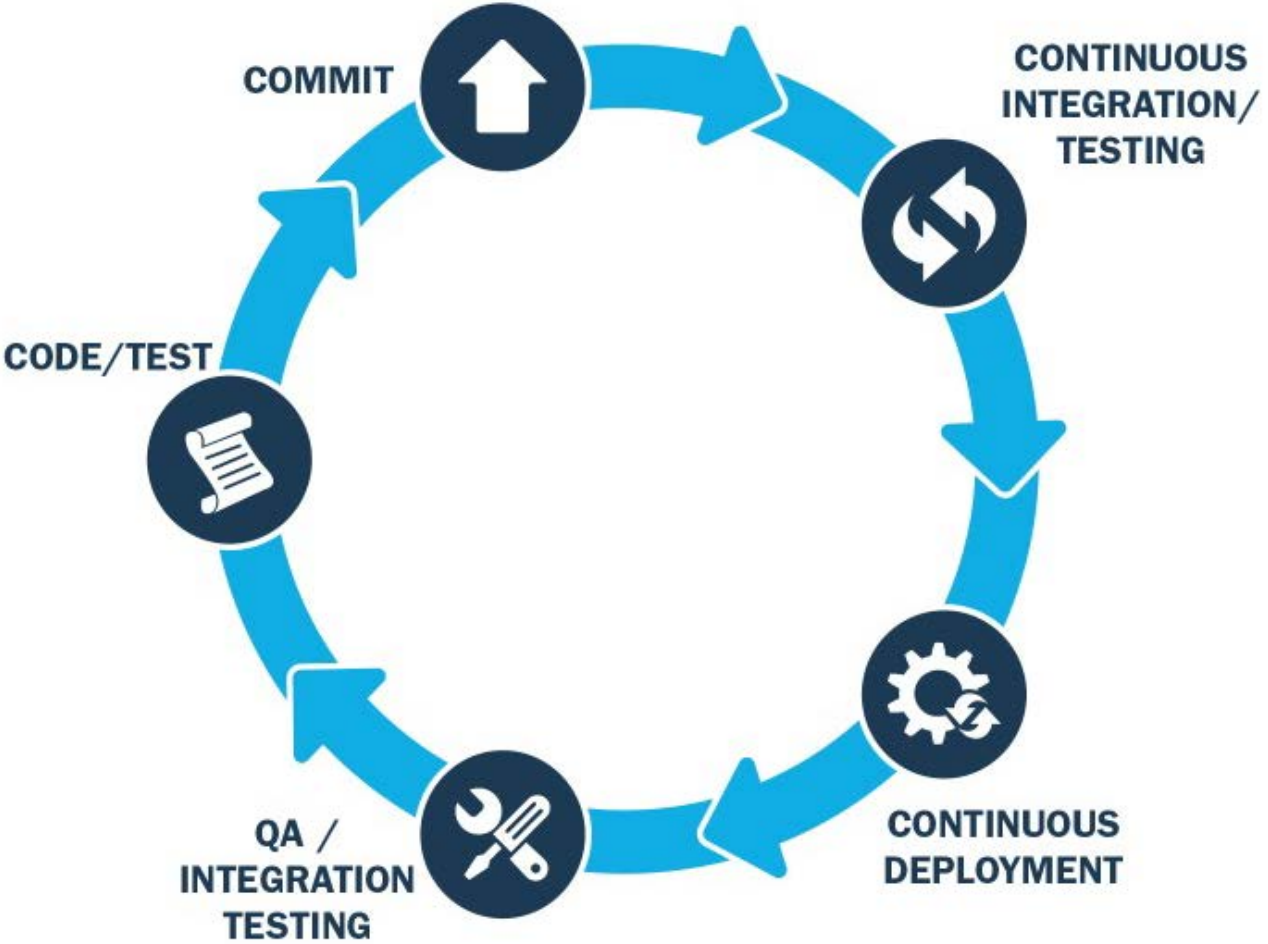 COMMIT
CONTINUOUS
INTEGRATION/
TESTING
CODE/TEST
CONTINUOUS
DEPLOYMENT
QA /
INTEGRATION
TESTING